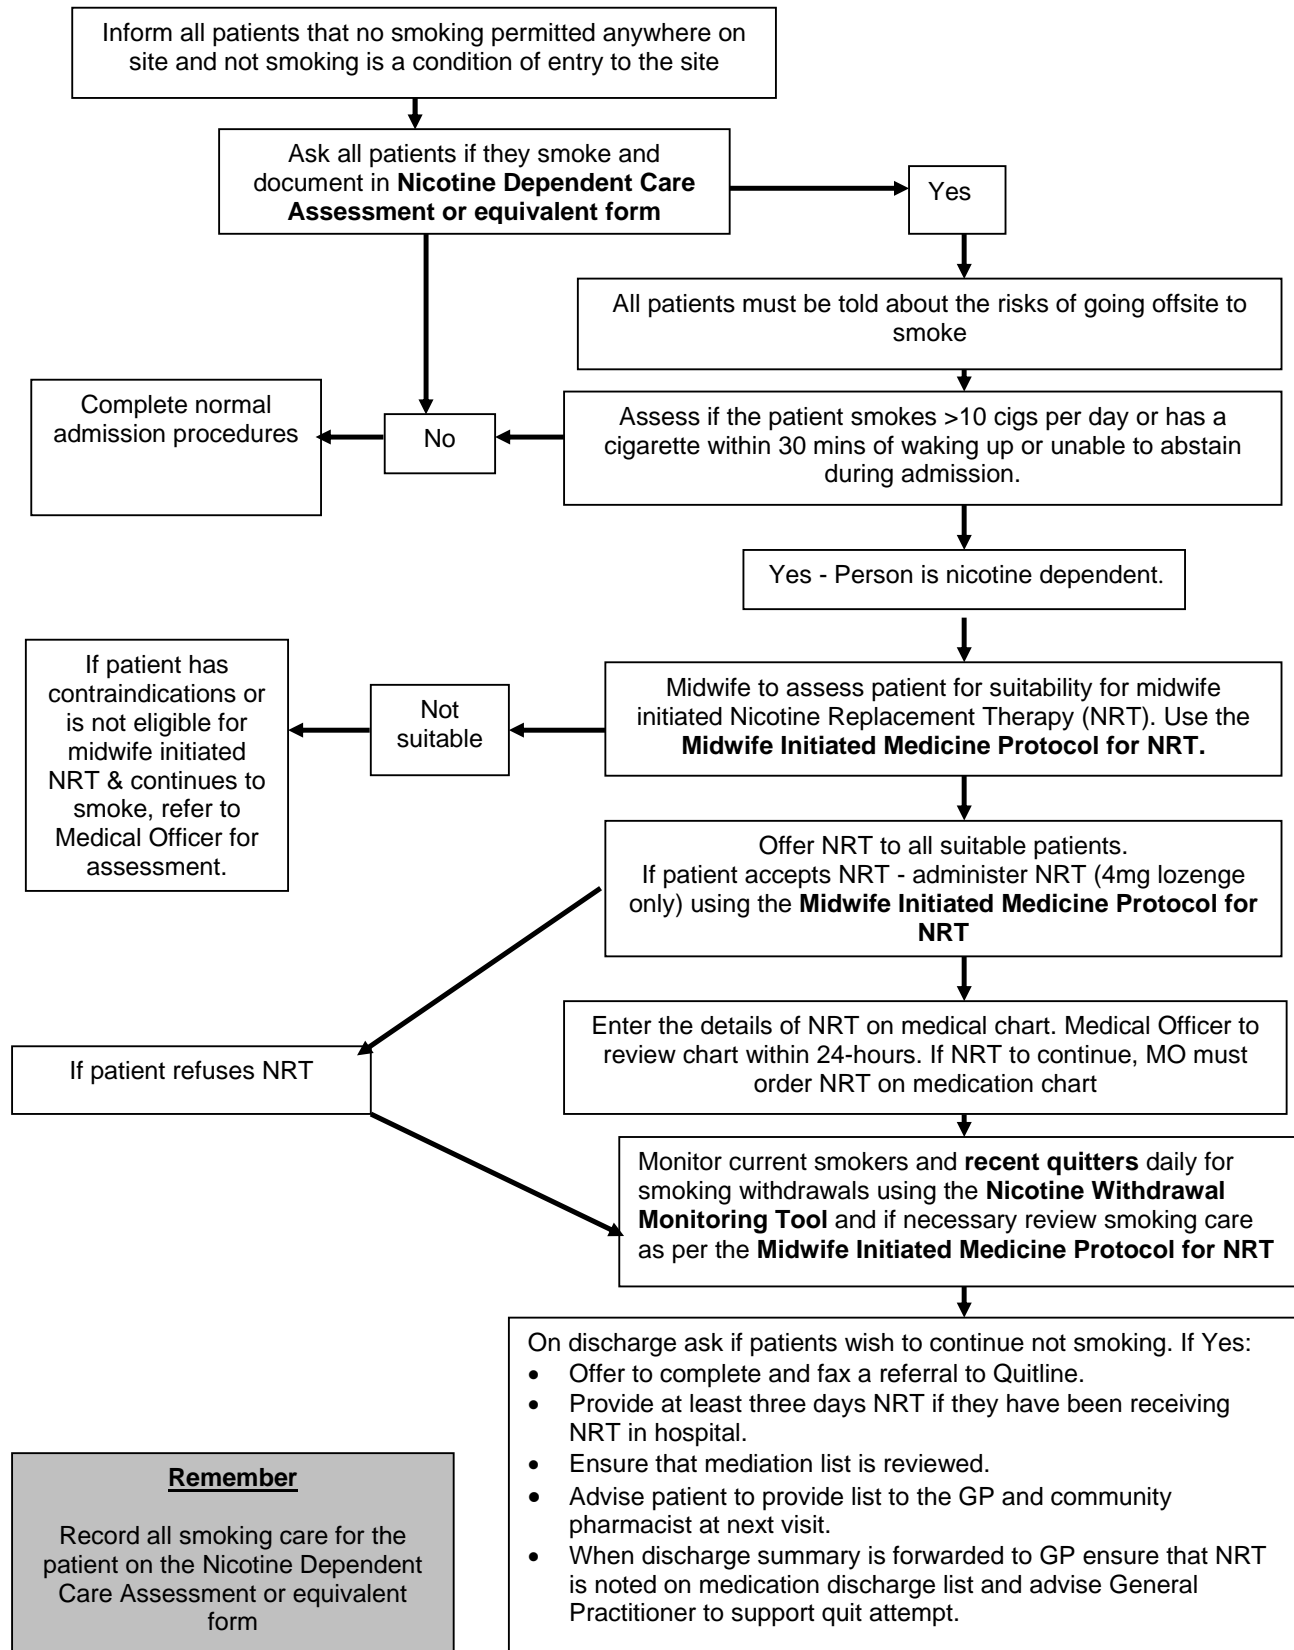 Inform all patients that no smoking permitted anywhere on
site and not smoking is a condition of entry to the site
Ask all patients if they smoke and
document in Nicotine Dependent Care
Assessment or equivalent form
Yes
All patients must be told about the risks of going offsite to
smoke
Assess if the patient smokes >10 cigs per day or has a
cigarette within 30 mins of waking up or unable to abstain
during admission.
No
Complete normal
admission procedures
Yes - Person is nicotine dependent.
Midwife to assess patient for suitability for midwife
initiated Nicotine Replacement Therapy (NRT). Use the
Midwife Initiated Medicine Protocol for NRT.
Not
suitable
If patient has
contraindications or
is not eligible for
midwife initiated
NRT & continues to
smoke, refer to
Medical Officer for
assessment.
Offer NRT to all suitable patients.
If patient accepts NRT - administer NRT (4mg lozenge
only) using the Midwife Initiated Medicine Protocol for
NRT
Enter the details of NRT on medical chart. Medical Officer to
review chart within 24-hours. If NRT to continue, MO must
order NRT on medication chart
If patient refuses NRT
Monitor current smokers and recent quitters daily for
smoking withdrawals using the Nicotine Withdrawal
Monitoring Tool and if necessary review smoking care
as per the Midwife Initiated Medicine Protocol for NRT
On discharge ask if patients wish to continue not smoking. If Yes:
• Offer to complete and fax a referral to Quitline.
• Provide at least three days NRT if they have been receiving
NRT in hospital.
• Ensure that mediation list is reviewed.
• Advise patient to provide list to the GP and community
pharmacist at next visit.
• When discharge summary is forwarded to GP ensure that NRT
is noted on medication discharge list and advise General
Practitioner to support quit attempt.
Remember
Record all smoking care for the
patient on the Nicotine Dependent
Care Assessment or equivalent
form